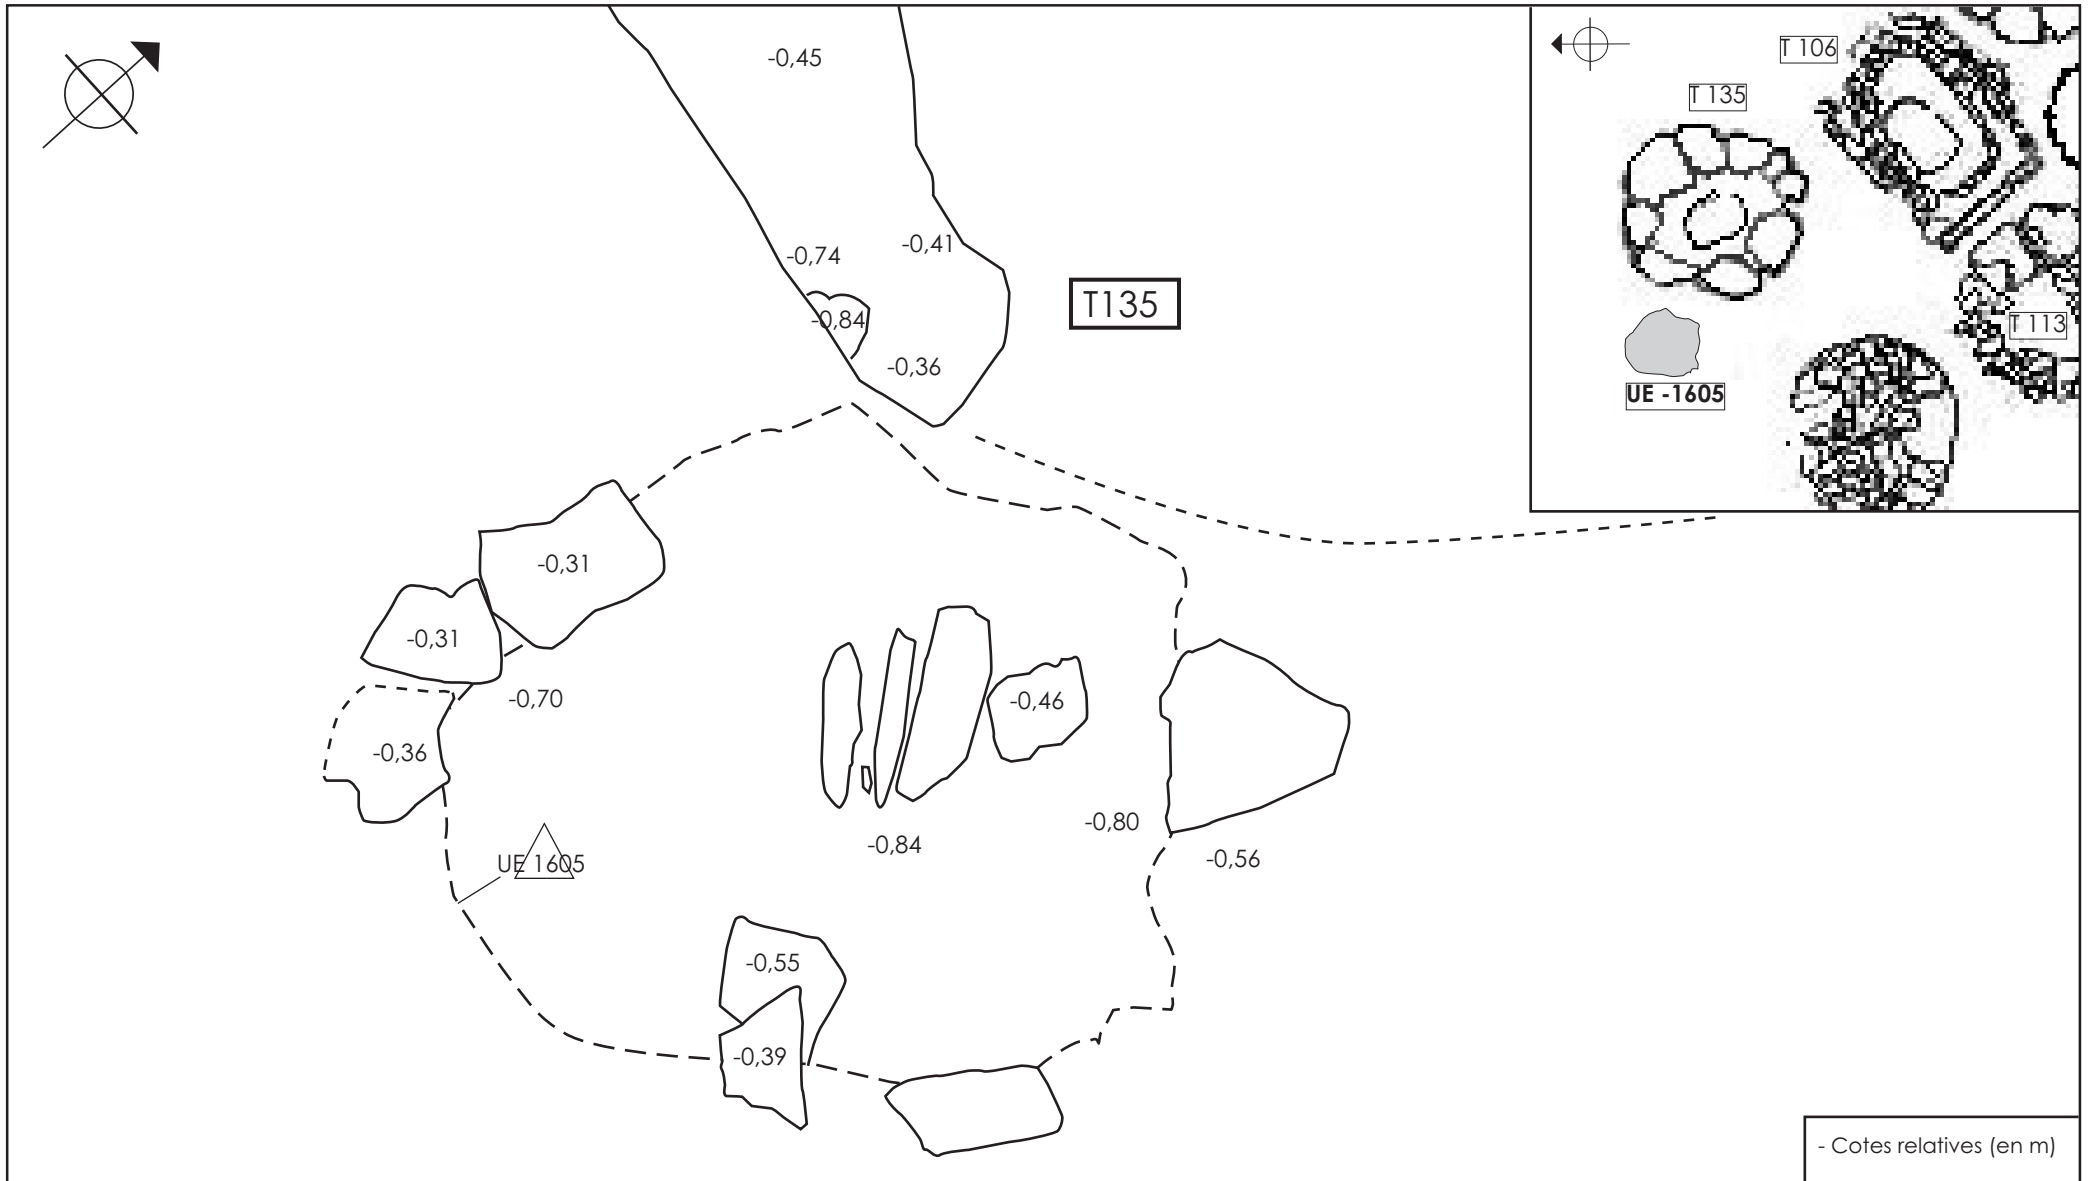 -0,45
T 106
T 135
-0,74
-0,41
T135
-0,84
-0,36
T 113
UE -1605
-0,31
-0,31
-0,70
-0,46
-0,36
-0,80
-0,84
-0,56
UE 1605
-0,55
-0,39
- Cotes relatives (en m)